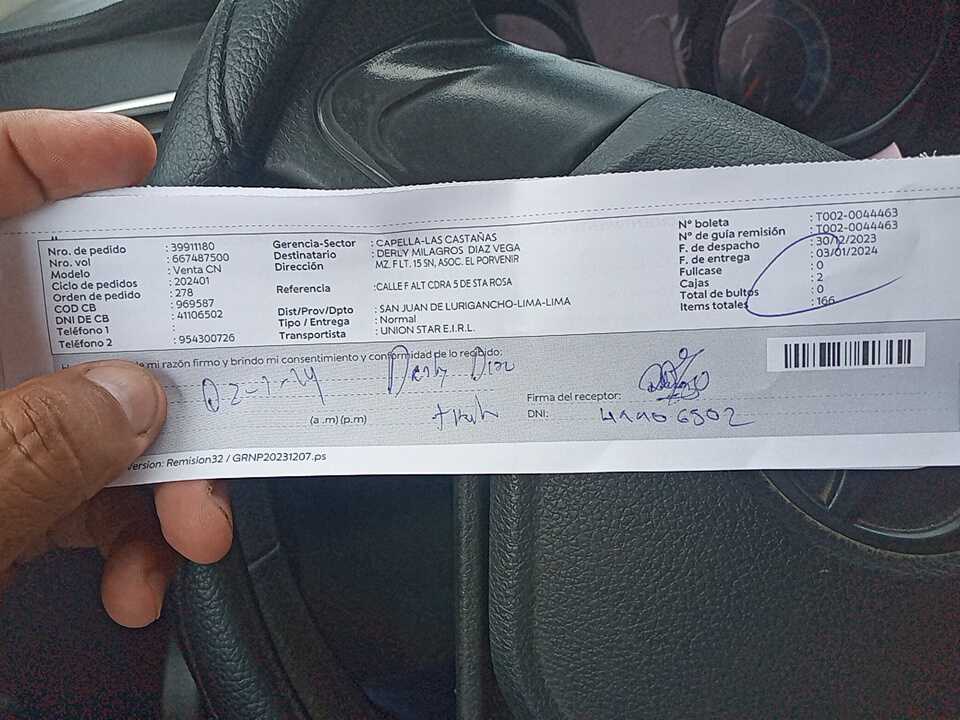 Nro. de pedido : 39911180
Nro. vol : 667487500
Modelo : Venta CN
Ciclo de pedidos : 202401
Orden de pedido : 278
COD CB : 969587
DNI DE CB : 41106502
Teléfono 1 :
Teléfono 2 : 954300726
Gerencia-Sector : CAPELLA-LAS CASTAÑAS
Destinatario : DERLY MILAGROS DIAZ VEGA
Dirección MZ. F LT. 15 SN, ASOC. EL PORVENIR
Referencia :CALLE F ALT CDRA 5 DE STA ROSA
Dist/Prov/Dpto : SAN JUAN DE LURIGANCHO-LIMA-LIMA
Tipo / Entrega : Normal
Transportista : UNION STAR E.I.R.L.
N° boleta : T002-0044463
N° de guía remisión : T002-0044463
F. de despacho : 30/12/2023
F. de entrega : 03/01/2024
Fullcase : 0
Cajas : 2
Total de bultos : 0
Items totales : 166
de mi razón firmo y brindo mi consentimiento y conformidad de lo recibido:
02-1-24 Derly Diaz
(a .m) (p.m)
Firma del receptor:
DNI: 41106502
Version: Remision32 / GRNP20231207.ps